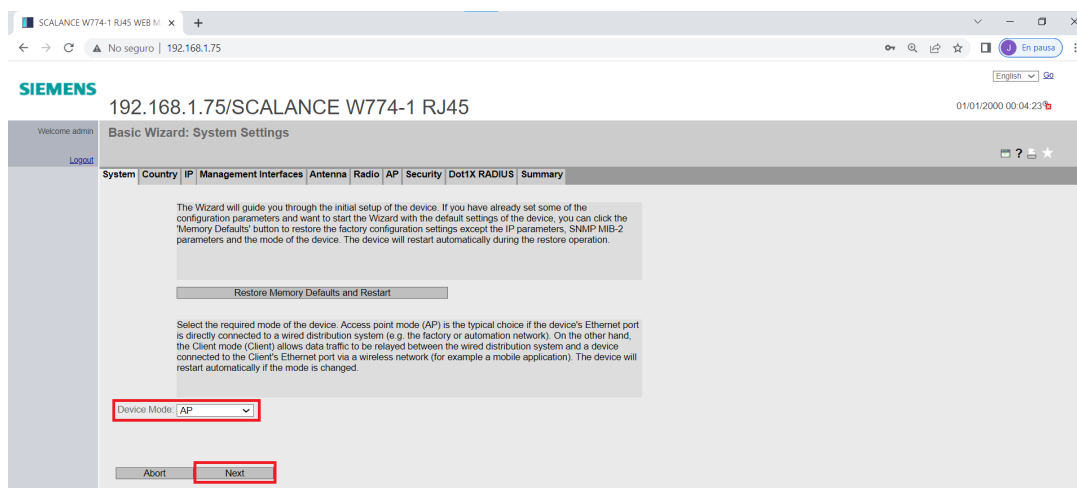 SCALANCE W774-1 RJ45 WEB M
No seguro | 192.168.1.75
J En pausa
English Go
SIEMENS
192.168.1.75/SCALANCE W774-1 RJ45
01/01/2000 00:04:23
Welcome admin
Basic Wizard: System Settings
Logout
?
System Country IP Management Interfaces Antenna Radio AP Security Dot1X RADIUS Summary
The Wizard will guide you through the initial setup of the device. If you have already set some of the
configuration parameters and want to start the Wizard with the default settings of the device, you can click the
'Memory Defaults' button to restore the factory configuration settings except the IP parameters, SNMP MIB-2
parameters and the mode of the device. The device will restart automatically during the restore operation.
Restore Memory Defaults and Restart
Select the required mode of the device. Access point mode (AP) is the typical choice if the device's Ethernet port
is directly connected to a wired distribution system (e.g. the factory or automation network). On the other hand,
the Client mode (Client) allows data traffic to be relayed between the wired distribution system and a device
connected to the Client's Ethernet port via a wireless network (for example a mobile application). The device will
restart automatically if the mode is changed.
Device Mode: AP
Abort Next